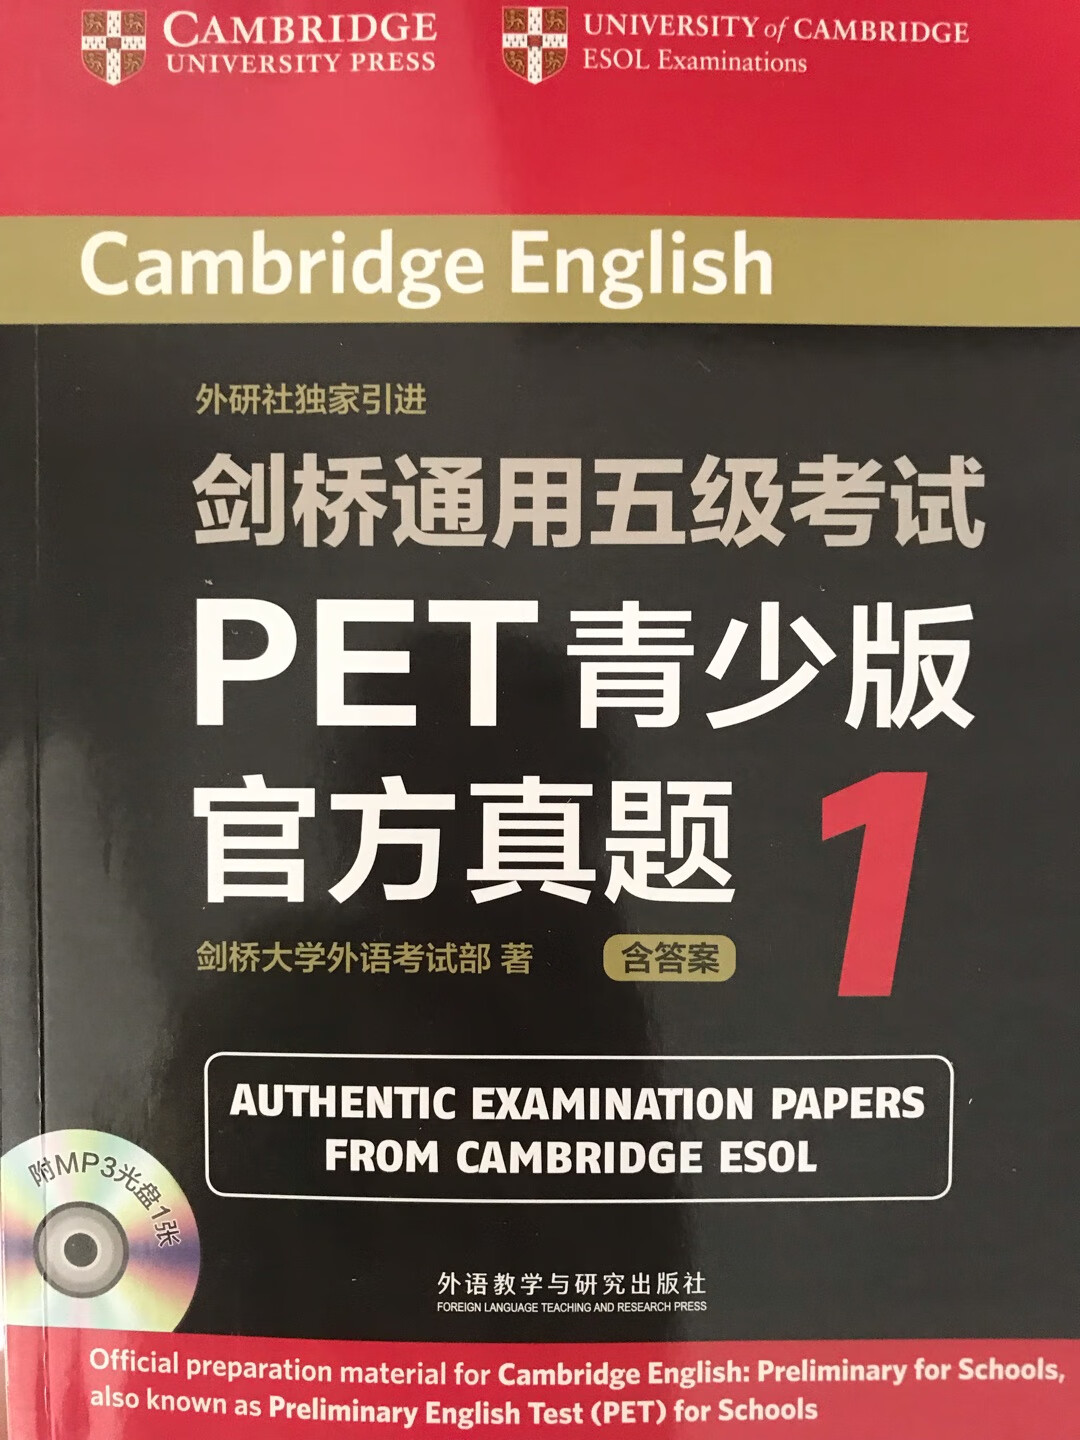 CAMBRIDGE
UNIVERSITY PRESS
UNIVERSITY of CAMBRIDGE
ESOL Examinations
Cambridge English
外研社独家引进
剑桥通用五级考试
PET青少版
官方真题 1
剑桥大学外语考试部 著 含答案
AUTHENTIC EXAMINATION PAPERS
FROM CAMBRIDGE ESOL
附MP3光盘1张
外语教学与研究出版社
FOREIGN LANGUAGE TEACHING AND RESEARCH PRESS
Official preparation material for Cambridge English: Preliminary for Schools,
also known as Preliminary English Test (PET) for Schools